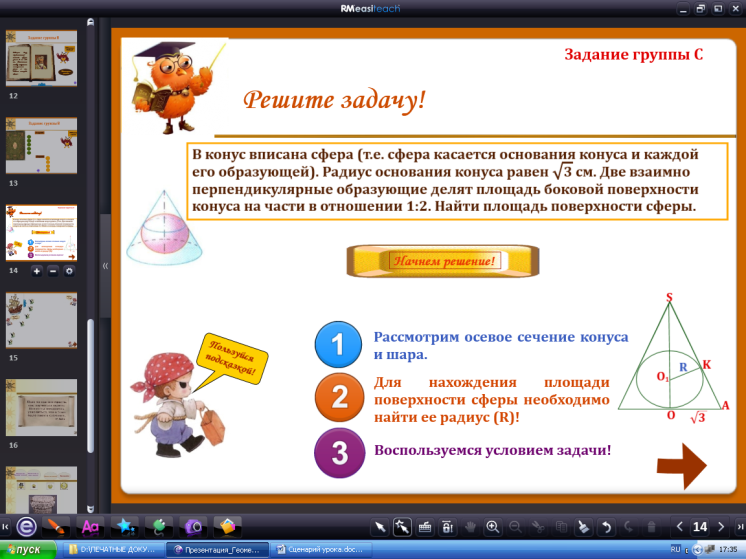 RMeasiteach
Задание группы С
Решите задачу!
В конус вписана сфера (т.е. сфера касается основания конуса и каждой
его образующей). Радиус основания конуса равен √3 см. Две взаимно
перпендикулярные образующие делят площадь боковой поверхности
конуса на части в отношении 1:2. Найти площадь поверхности сферы.
Начнем решение!
Пользуйся
подсказкой!
1 Рассмотрим осевое сечение конуса
и шара.
2 Для нахождения площади
поверхности сферы необходимо
найти ее радиус (R)!
3 Воспользуемся условием задачи!
S
R
K
O₁
O
√3
A
12
13
14
15
16
14
пуск
D:\ПЕЧАТНЫЕ ДОКУ...
Презентация_Геоме...
Сценарий урока.doc...
RU
17:35